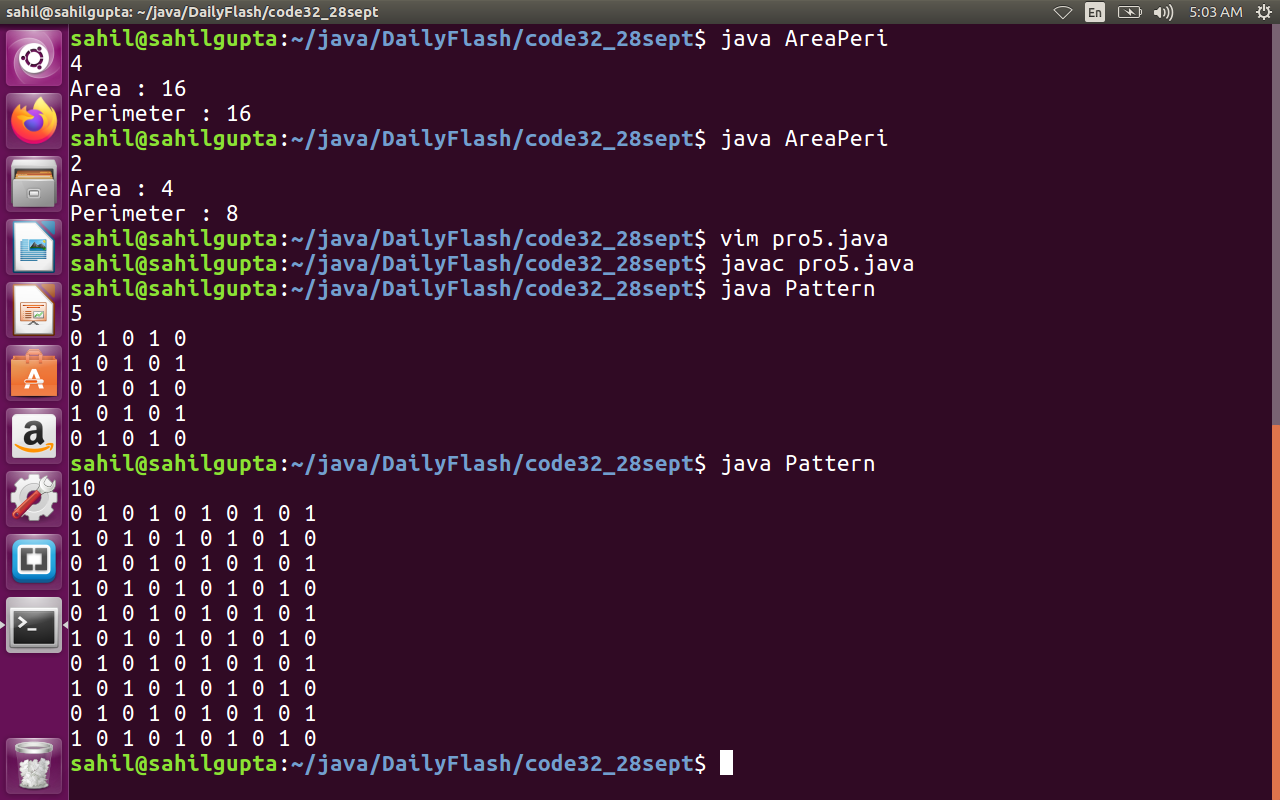 sahil@sahilgupta: ~/java/DailyFlash/code32_28sept En 5:03 AM
sahil@sahilgupta:~/java/DailyFlash/code32_28sept$ java AreaPeri
4
Area : 16
Perimeter : 16
sahil@sahilgupta:~/java/DailyFlash/code32_28sept$ java AreaPeri
2
Area : 4
Perimeter : 8
sahil@sahilgupta:~/java/DailyFlash/code32_28sept$ vim pro5.java
sahil@sahilgupta:~/java/DailyFlash/code32_28sept$ javac pro5.java
sahil@sahilgupta:~/java/DailyFlash/code32_28sept$ java Pattern
5
0 1 0 1 0
1 0 1 0 1
0 1 0 1 0
1 0 1 0 1
0 1 0 1 0
sahil@sahilgupta:~/java/DailyFlash/code32_28sept$ java Pattern
10
0 1 0 1 0 1 0 1 0 1
1 0 1 0 1 0 1 0 1 0
0 1 0 1 0 1 0 1 0 1
1 0 1 0 1 0 1 0 1 0
0 1 0 1 0 1 0 1 0 1
1 0 1 0 1 0 1 0 1 0
0 1 0 1 0 1 0 1 0 1
1 0 1 0 1 0 1 0 1 0
0 1 0 1 0 1 0 1 0 1
1 0 1 0 1 0 1 0 1 0
sahil@sahilgupta:~/java/DailyFlash/code32_28sept$